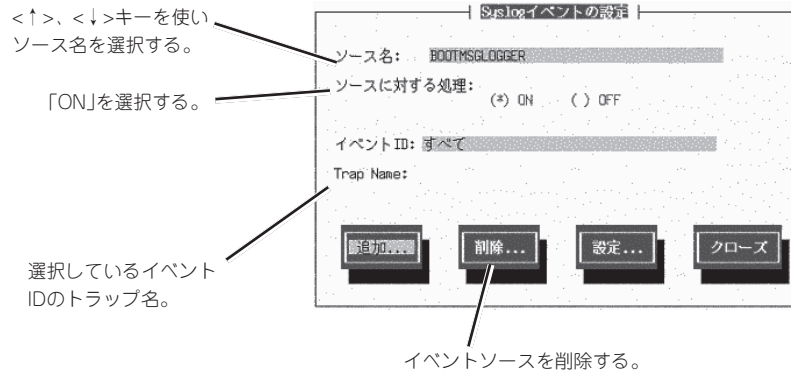 <↑>、<↓>キーを使い
ソース名を選択する。
「ON」を選択する。
選択しているイベント
IDのトラップ名。
Syslogイベントの設定
ソース名: BOOTMSGLOGGER
ソースに対する処理:
(*) ON ( ) OFF
イベントID: すべて
Trap Name:
追加... 削除... 設定... クローズ
イベントソースを削除する。